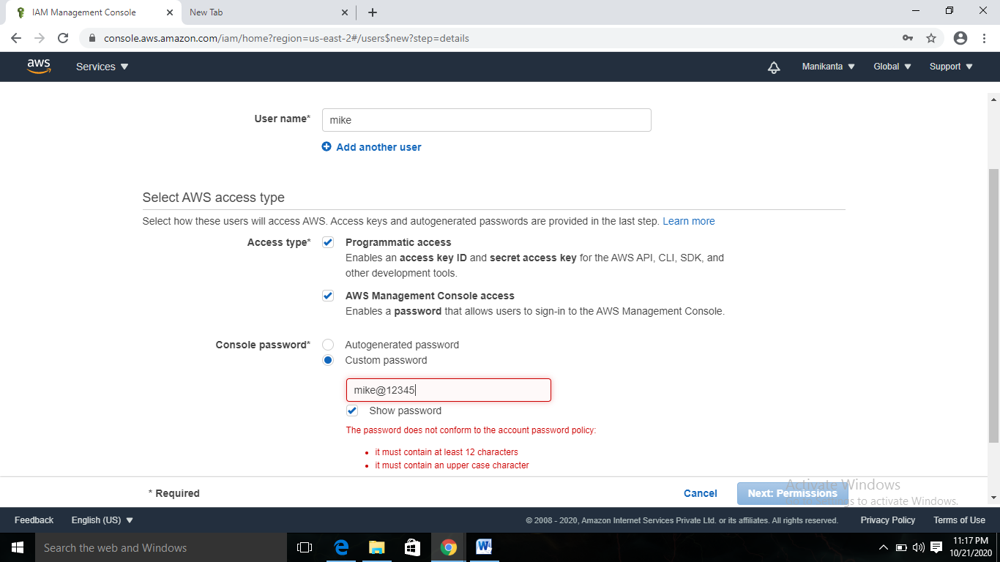 IAM Management Console
New Tab
console.aws.amazon.com/iam/home?region=us-east-2#/users$new?step=details
aws
Services
Manikanta
Global
Support
User name*
mike
Add another user
Select AWS access type
Select how these users will access AWS. Access keys and autogenerated passwords are provided in the last step. Learn more
Access type*
Programmatic access
Enables an access key ID and secret access key for the AWS API, CLI, SDK, and
other development tools.
AWS Management Console access
Enables a password that allows users to sign-in to the AWS Management Console.
Console password*
Autogenerated password
Custom password
mike@12345
Show password
The password does not conform to the account password policy:
• it must contain at least 12 characters
• it must contain an upper case character
* Required
Cancel
Next: Permissions
Activate Windows
to activate Windows.
Feedback
English (US)
© 2008 - 2020, Amazon Internet Services Private Ltd. or its affiliates. All rights reserved.
Privacy Policy
Terms of Use
Search the web and Windows
11:17 PM
10/21/2020